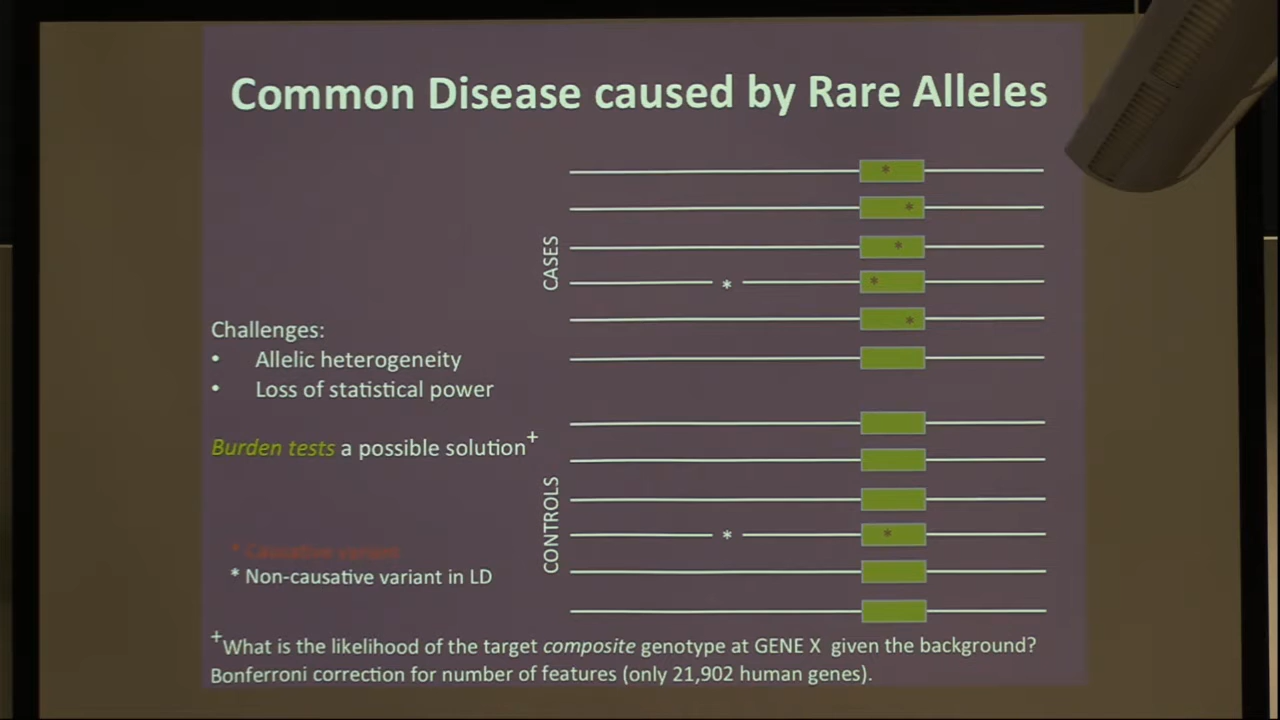 Common Disease caused by Rare Alleles
CASES
Challenges:
• Allelic heterogeneity
• Loss of statistical power
Burden tests a possible solution+
CONTROLS
* Causative variant
* Non-causative variant in LD
+What is the likelihood of the target composite genotype at GENE X given the background?
Bonferroni correction for number of features (only 21,902 human genes).